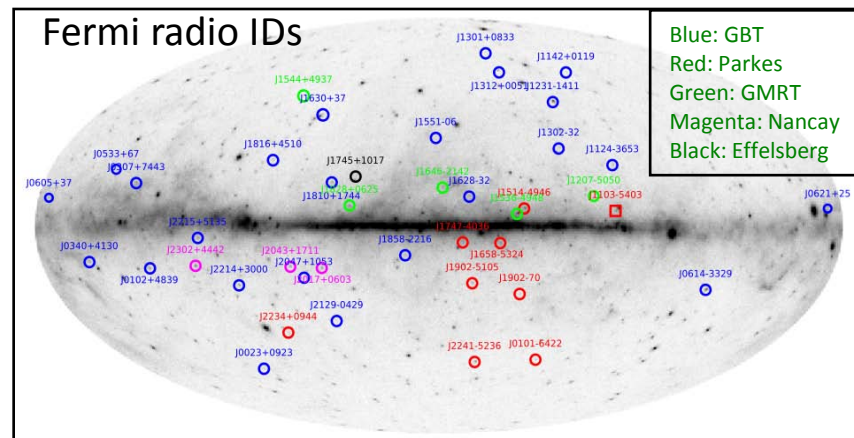 Fermi radio IDs
Blue: GBT
Red: Parkes
Green: GMRT
Magenta: Nancay
Black: Effelsberg
J1301+0833
J1142+0119
J1312+0051
J1231-1411
J1544+4937
J1630+37
J1551-06
J1302-32
J1124-3653
J1816+4510
J1745+1017
J1646-2142
J1628-32
J1207-5050
J1514-4946
J0533+67
J0307+7443
J0605+37
J1810+1744
J0621+25
J2215+5135
J1858-2216
J1658-5324
J0340+4130
J2302+4442
J2043+1711
J2047+1053
J2017+0603
J0102+4839
J2214+3000
J1902-5105
J1902-70
J0614-3329
J2129-0429
J2234+0944
J0023+0923
J2241-5236
J0101-6422